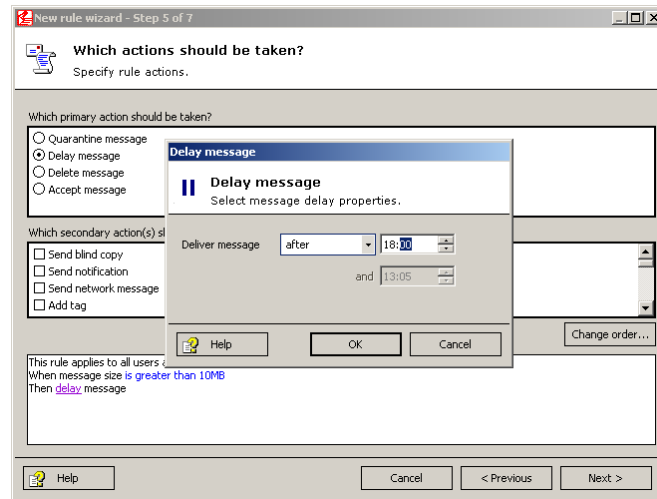 New rule wizard - Step 5 of 7
Which actions should be taken?
Specify rule actions.
Which primary action should be taken?
Quarantine message
Delay message
Delete message
Accept message
Delay message
Delay message
Select message delay properties.
Deliver message after 18:00
and 13:05
Help OK Cancel
Which secondary action(s)
Send blind copy
Send notification
Send network message
Add tag
Change order...
This rule applies to all users
When message size is greater than 10MB
Then delay message
Help Cancel < Previous Next >